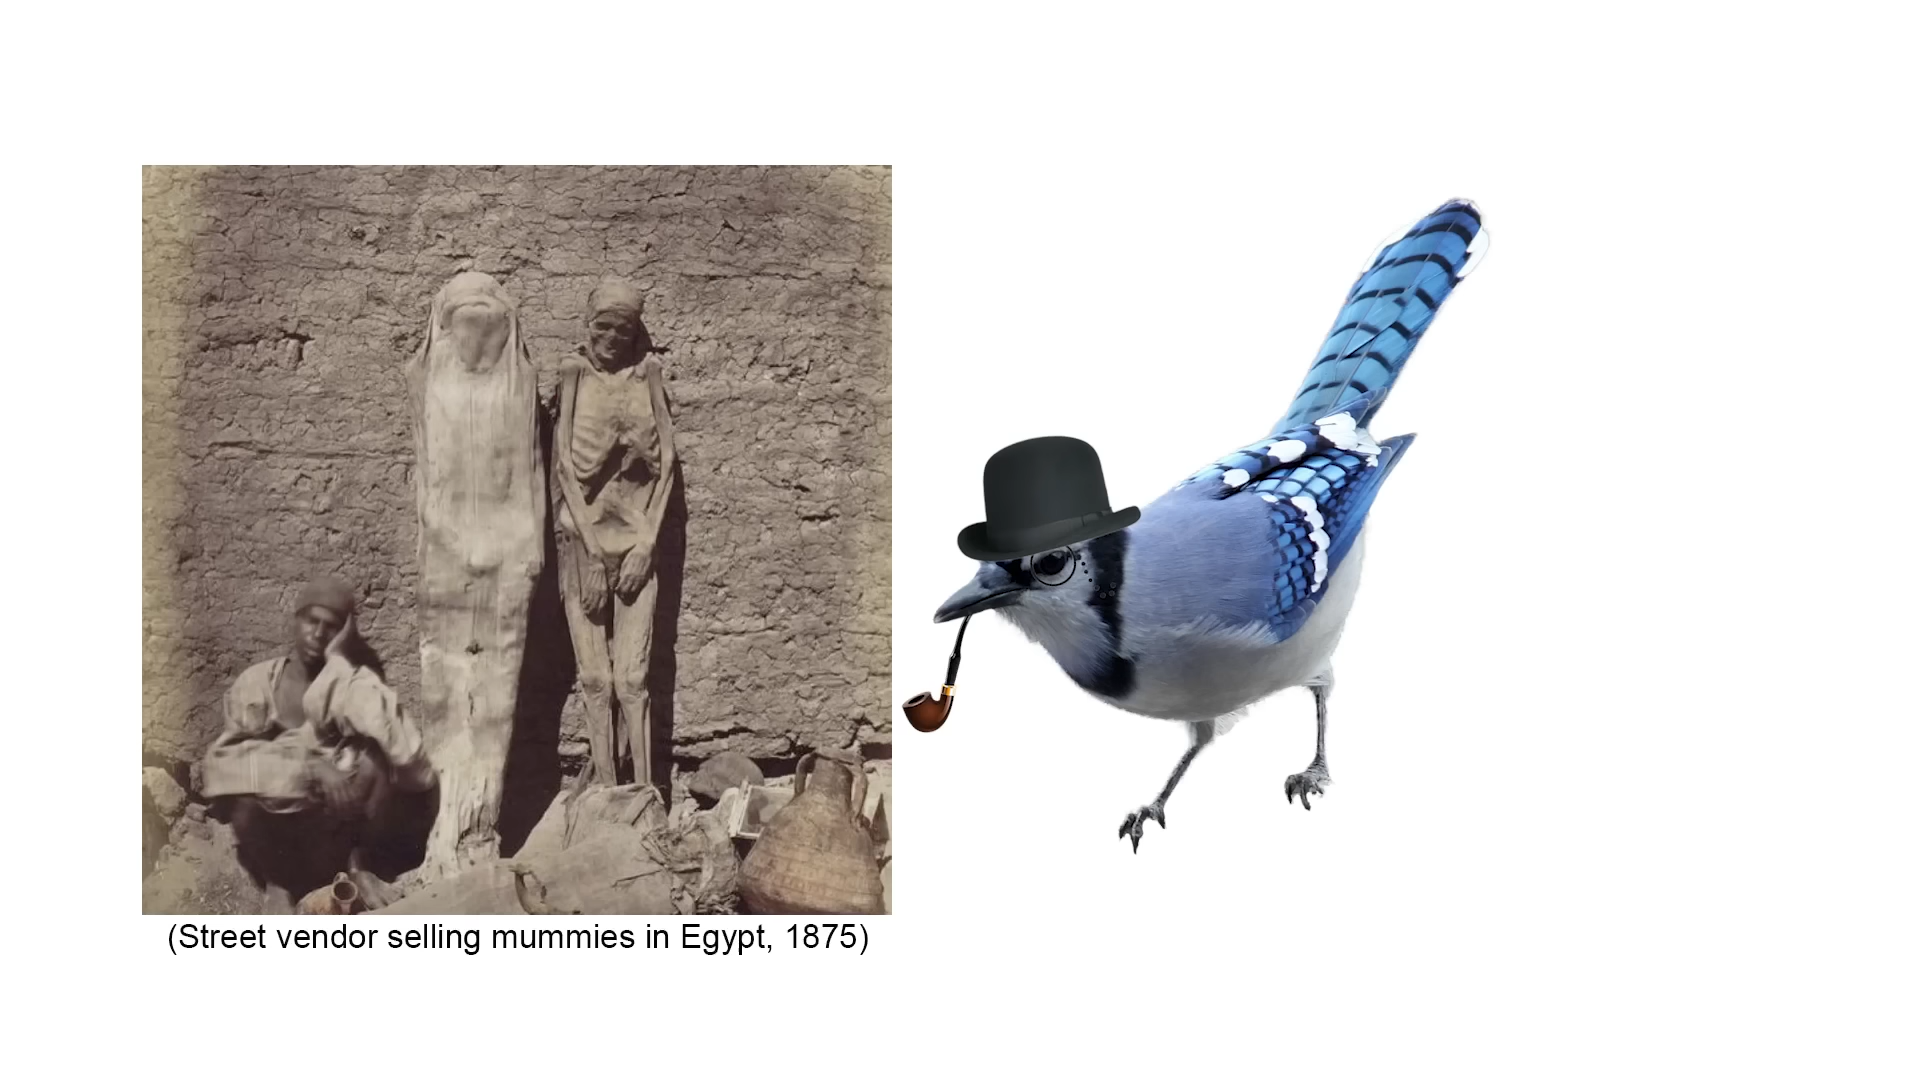 (Street vendor selling mummies in Egypt, 1875)